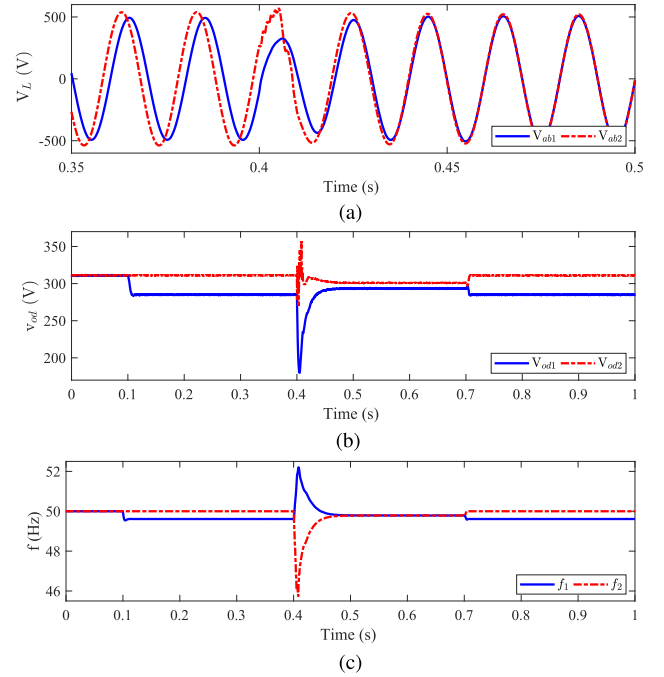 500
0
-500
V_L (V)
V_ab1 V_ab2
0.35 0.4 0.45 0.5
Time (s)
(a)
350
300
250
200
v_od (V)
V_od1 V_od2
0 0.1 0.2 0.3 0.4 0.5 0.6 0.7 0.8 0.9 1
Time (s)
(b)
52
50
48
46
f (Hz)
f_1 f_2
0 0.1 0.2 0.3 0.4 0.5 0.6 0.7 0.8 0.9 1
Time (s)
(c)